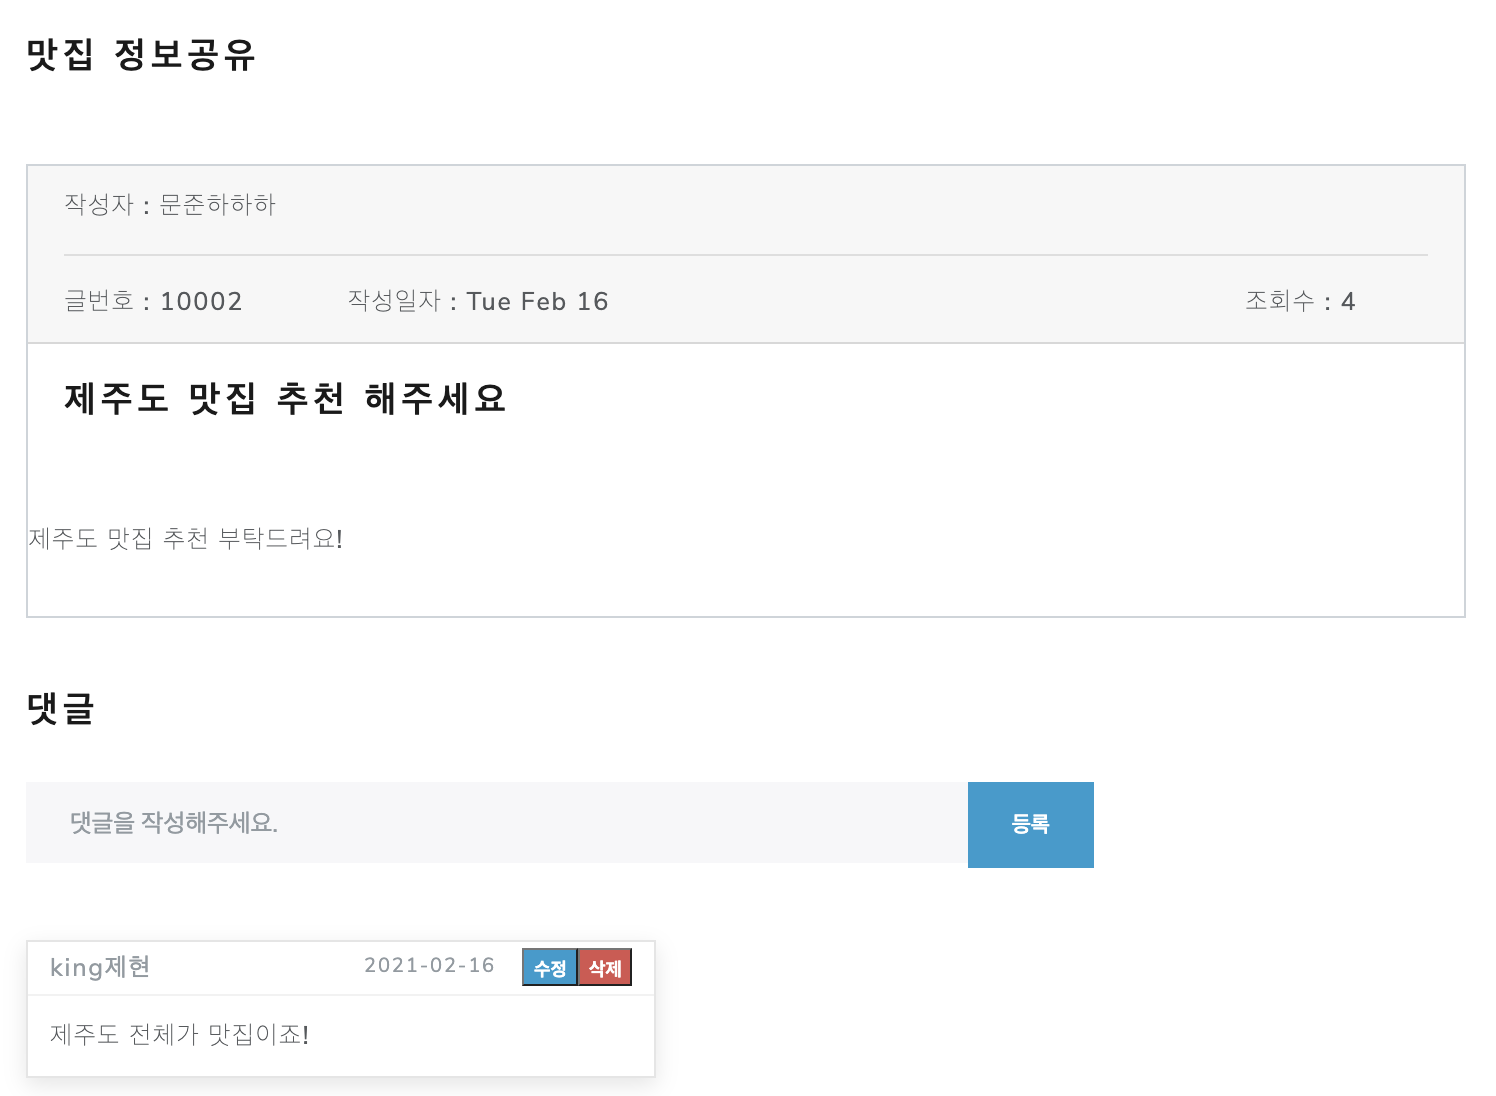 맛집 정보공유
작성자 : 문준하하하
글번호 : 10002 작성일자 : Tue Feb 16 조회수 : 4
제주도 맛집 추천 해주세요
제주도 맛집 추천 부탁드려요!
댓글
댓글을 작성해주세요. 등록
king제현 2021-02-16 수정 삭제
제주도 전체가 맛집이죠!